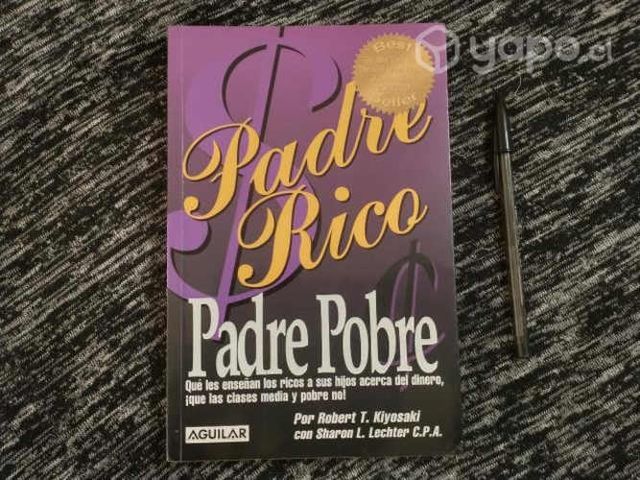 yapo.cl
Best
Seller
Padre
Rico
Padre Pobre
Qué les enseñan los ricos a sus hijos acerca del dinero,
¡que las clases media y pobre no!
Por Robert T. Kiyosaki
con Sharon L. Lechter C.P.A.
AGUILAR